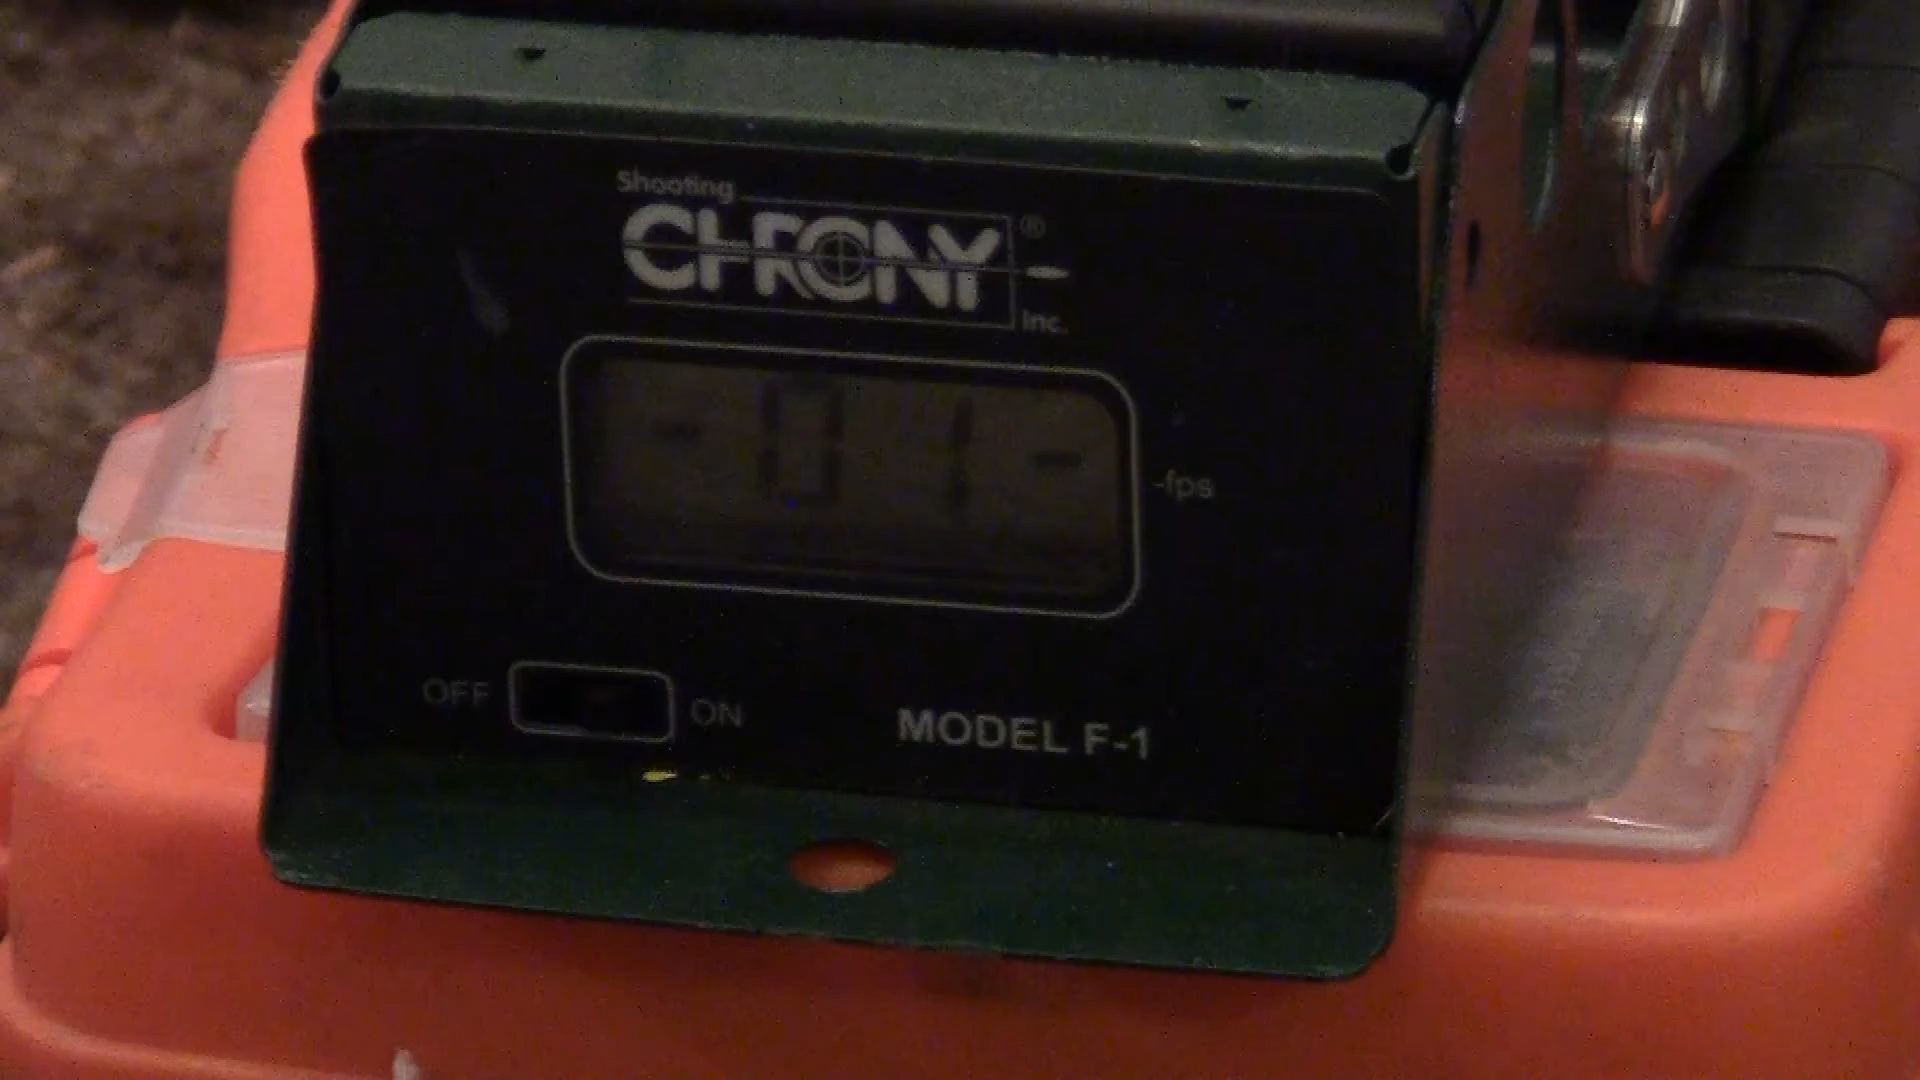 Shooting
CHRONY ®
Inc.
- 0 1 -
-fps
OFF ON
MODEL F-1